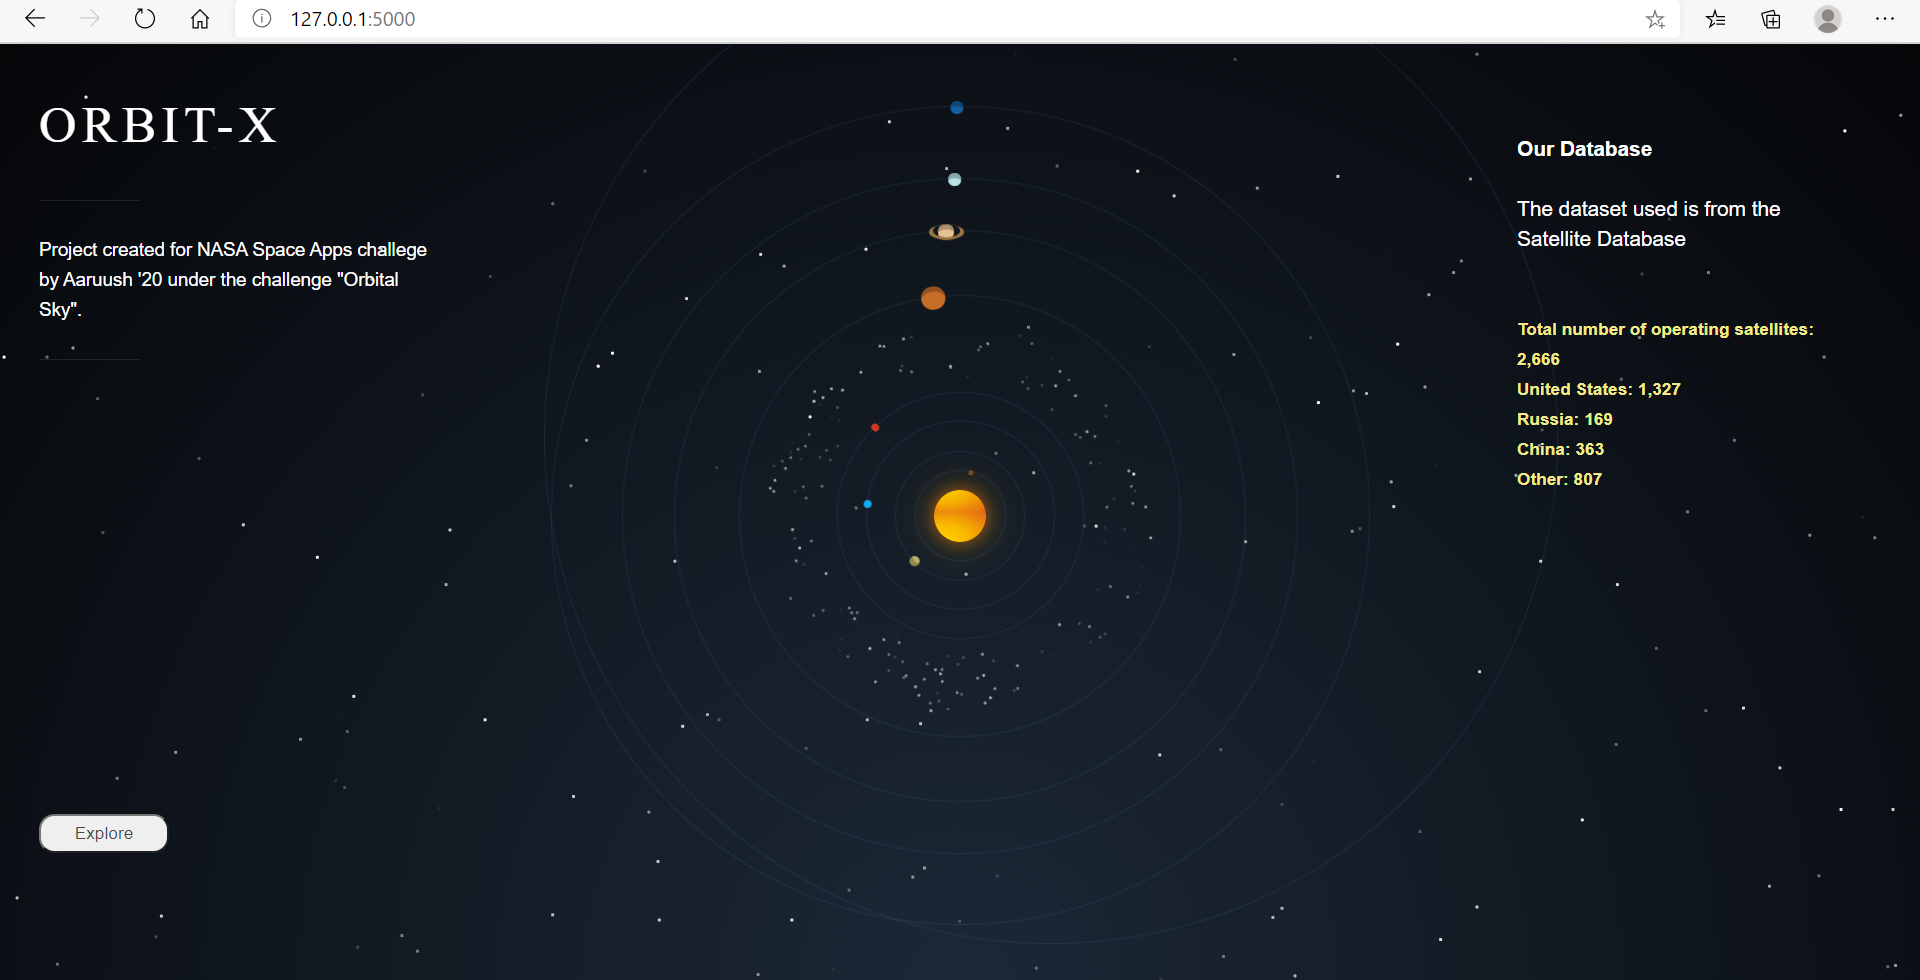 127.0.0.1:5000
ORBIT-X
Project created for NASA Space Apps challege
by Aaruush '20 under the challenge "Orbital
Sky".
Explore
Our Database
The dataset used is from the
Satellite Database
Total number of operating satellites:
2,666
United States: 1,327
Russia: 169
China: 363
Other: 807